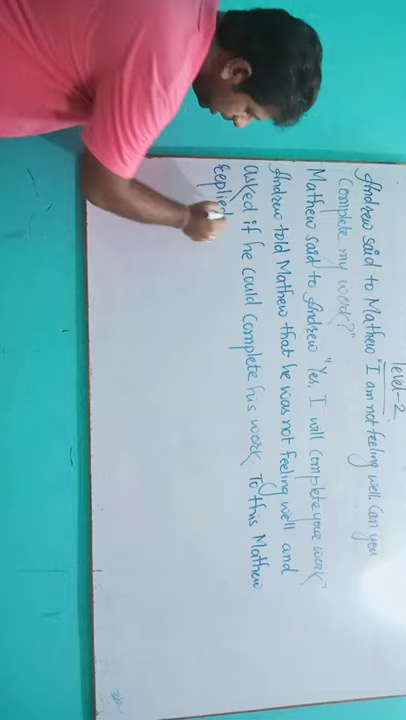 level-2
Andrew said to Mathew "I am not feeling well. Can you
Complete my work?"
Mathew said to Andrew "Yes, I will complete your work"
Andrew told Mathew that he was not feeling well and
asked if he could complete his work. To this Mathew
replied